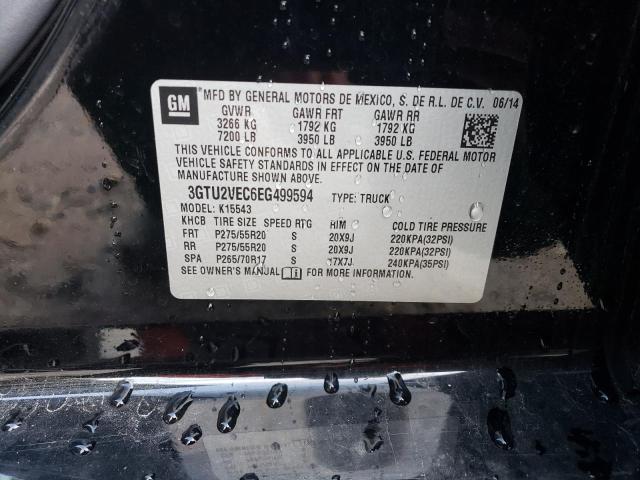 GM
MFD BY GENERAL MOTORS DE MEXICO, S. DE R.L. DE C.V. 06/14
GVWR GAWR FRT GAWR RR
3266 KG 1792 KG 1792 KG
7200 LB 3950 LB 3950 LB
THIS VEHICLE CONFORMS TO ALL APPLICABLE U.S. FEDERAL MOTOR
VEHICLE SAFETY STANDARDS IN EFFECT ON THE DATE OF
MANUFACTURE SHOWN ABOVE.
3GTU2VEC6EG499594 TYPE: TRUCK
MODEL: K15543
KHCB TIRE SIZE SPEED RTG RIM COLD TIRE PRESSURE
FRT P275/55R20 S 20X9J 220KPA(32PSI)
RR P275/55R20 S 20X9J 220KPA(32PSI)
SPA P265/70R17 S 17X7J 240KPA(35PSI)
SEE OWNER'S MANUAL FOR MORE INFORMATION.